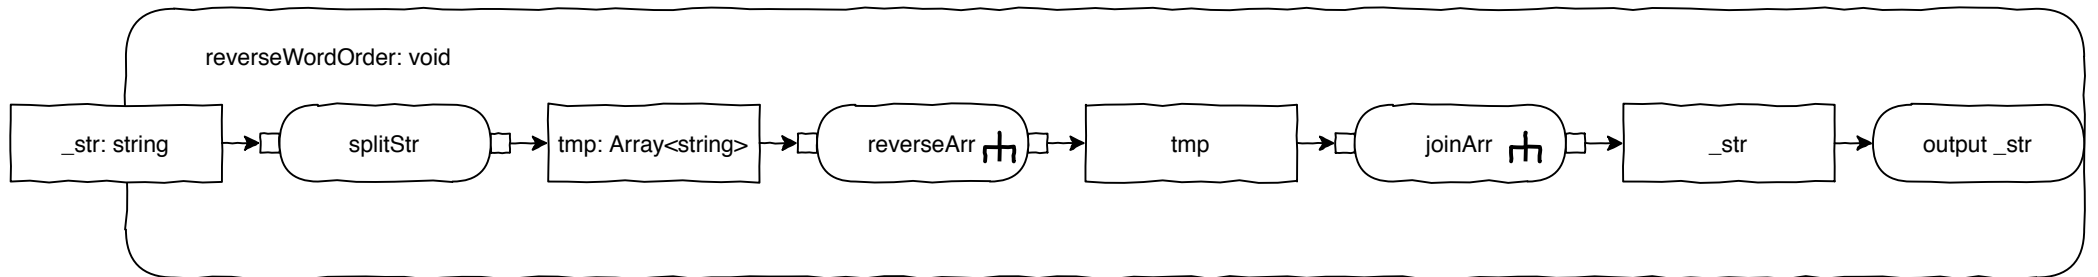 reverseWordOrder: void
_str: string
splitStr
tmp: Array<string>
reverseArr
tmp
joinArr
_str
output _str